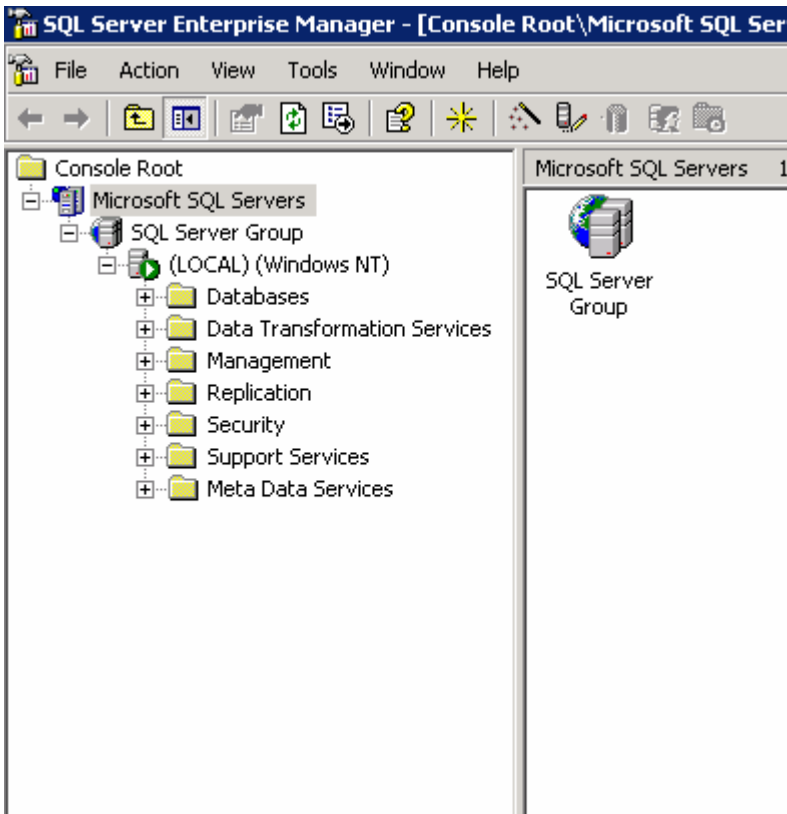 SQL Server Enterprise Manager - [Console Root\Microsoft SQL Ser
File Action View Tools Window Help
Console Root
Microsoft SQL Servers
SQL Server Group
(LOCAL) (Windows NT)
Databases
Data Transformation Services
Management
Replication
Security
Support Services
Meta Data Services
Microsoft SQL Servers 1
SQL Server
Group